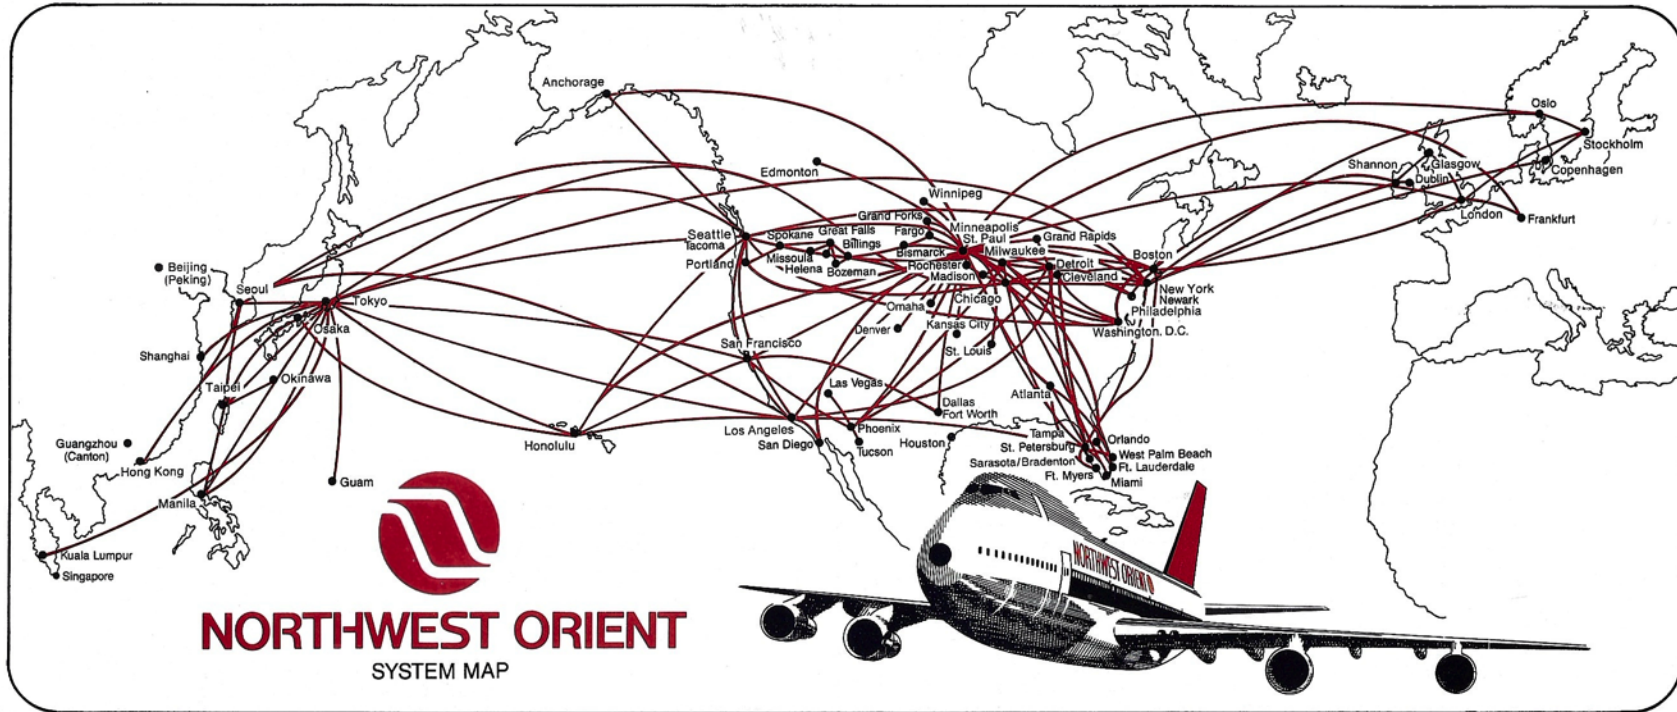 Anchorage
Oslo
Stockholm
Shannon
Glasgow
Dublin
Copenhagen
London
Frankfurt
Edmonton
Winnipeg
Grand Forks
Fargo
Minneapolis
St. Paul
Grand Rapids
Seattle
Tacoma
Spokane
Great Falls
Billings
Bismarck
Milwaukee
Portland
Missoula
Helena
Bozeman
Rochester
Madison
Detroit
Cleveland
Boston
New York
Newark
Philadelphia
Washington, D.C.
Omaha
Chicago
Denver
Kansas City
St. Louis
Beijing
(Peking)
Seoul
Tokyo
Osaka
Shanghai
San Francisco
Taipei
Okinawa
Las Vegas
Dallas
Fort Worth
Atlanta
Guangzhou
(Canton)
Hong Kong
Honolulu
Los Angeles
San Diego
Phoenix
Tucson
Houston
Tampa
St. Petersburg
Sarasota/Bradenton
Ft. Myers
Orlando
West Palm Beach
Ft. Lauderdale
Miami
Guam
Manila
Kuala Lumpur
Singapore
NORTHWEST ORIENT
NORTHWEST ORIENT
SYSTEM MAP